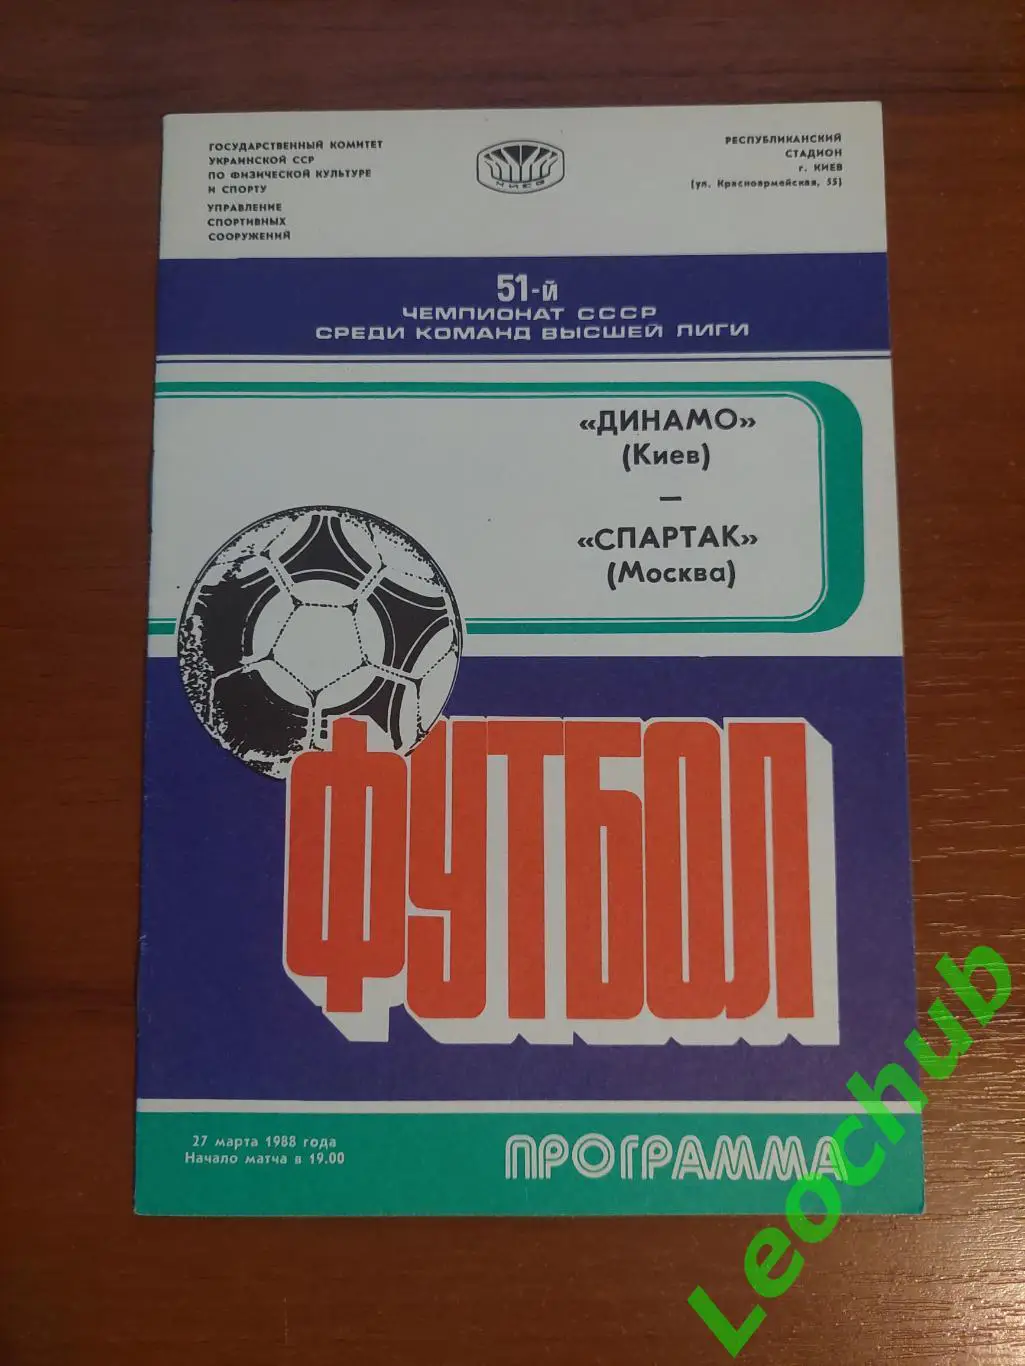 ГОСУДАРСТВЕННЫЙ КОМИТЕТ
УКРАИНСКОЙ ССР
ПО ФИЗИЧЕСКОЙ КУЛЬТУРЕ
И СПОРТУ
УПРАВЛЕНИЕ
СПОРТИВНЫХ
СООРУЖЕНИЙ
КИЕВ
РЕСПУБЛИКАНСКИЙ
СТАДИОН
г. КИЕВ
(ул. Красноармейская, 55)
51-й
ЧЕМПИОНАТ СССР
СРЕДИ КОМАНД ВЫСШЕЙ ЛИГИ
«ДИНАМО»
(Киев)
—
«СПАРТАК»
(Москва)
ФУТБОЛ
27 марта 1988 года
Начало матча в 19.00
ПРОГРАММА
Leochub